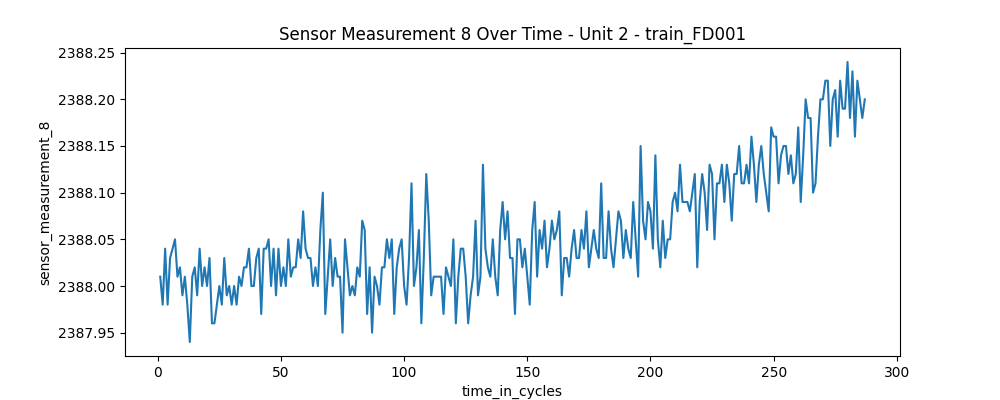 Sensor Measurement 8 Over Time - Unit 2 - train_FD001
sensor_measurement_8
2388.25
2388.20
2388.15
2388.10
2388.05
2388.00
2387.95
0 50 100 150 200 250 300
time_in_cycles